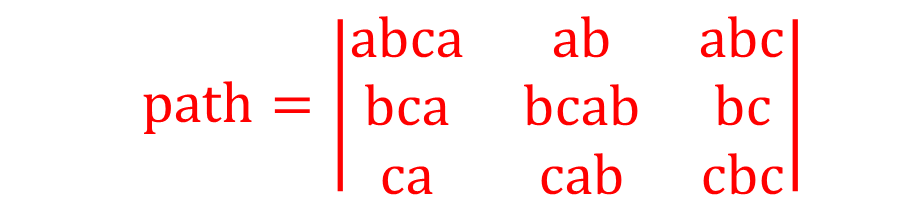 abca ab abc
path = bca bcab bc
ca cab cbc